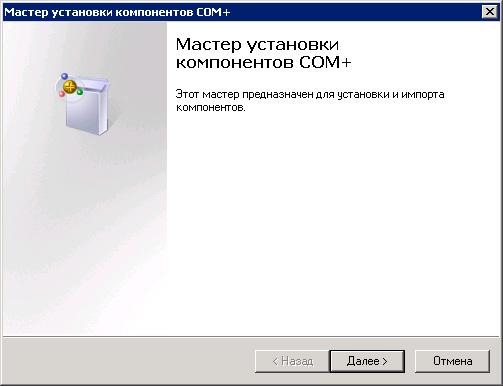 Мастер установки компонентов COM+
Мастер установки
компонентов COM+
Этот мастер предназначен для установки и импорта
компонентов.
< Назад
Далее >
Отмена